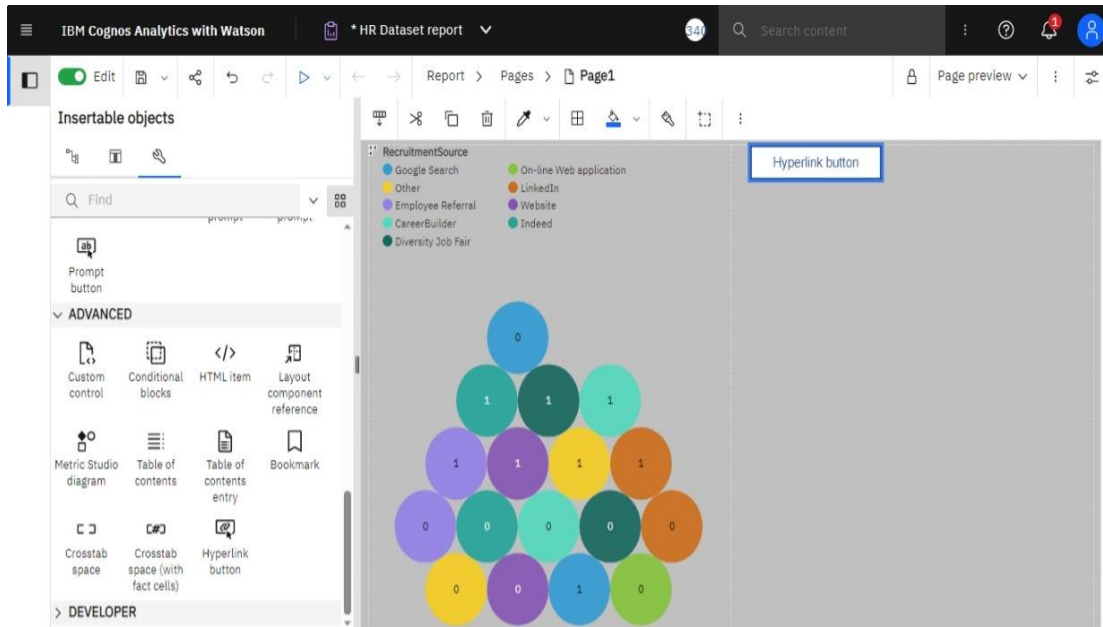 IBM Cognos Analytics with Watson
* HR Dataset report
340
Search content
1
Edit
Report > Pages > Page1
Page preview
Insertable objects
Find
prompt prompt
ab
Prompt
button
ADVANCED
Custom
control
Conditional
blocks
</> HTML item
Layout
component
reference
Metric Studio
diagram
Table of
contents
Table of
contents
entry
Bookmark
Crosstab
space
[#]
Crosstab
space (with
fact cells)
Hyperlink
button
DEVELOPER
RecruitmentSource
Google Search On-line Web application
Other LinkedIn
Employee Referral Website
CareerBuilder Indeed
Diversity Job Fair
0
1 1 1
1 1 1 1
0 0 0 0 0
0 0 1 0
Hyperlink button